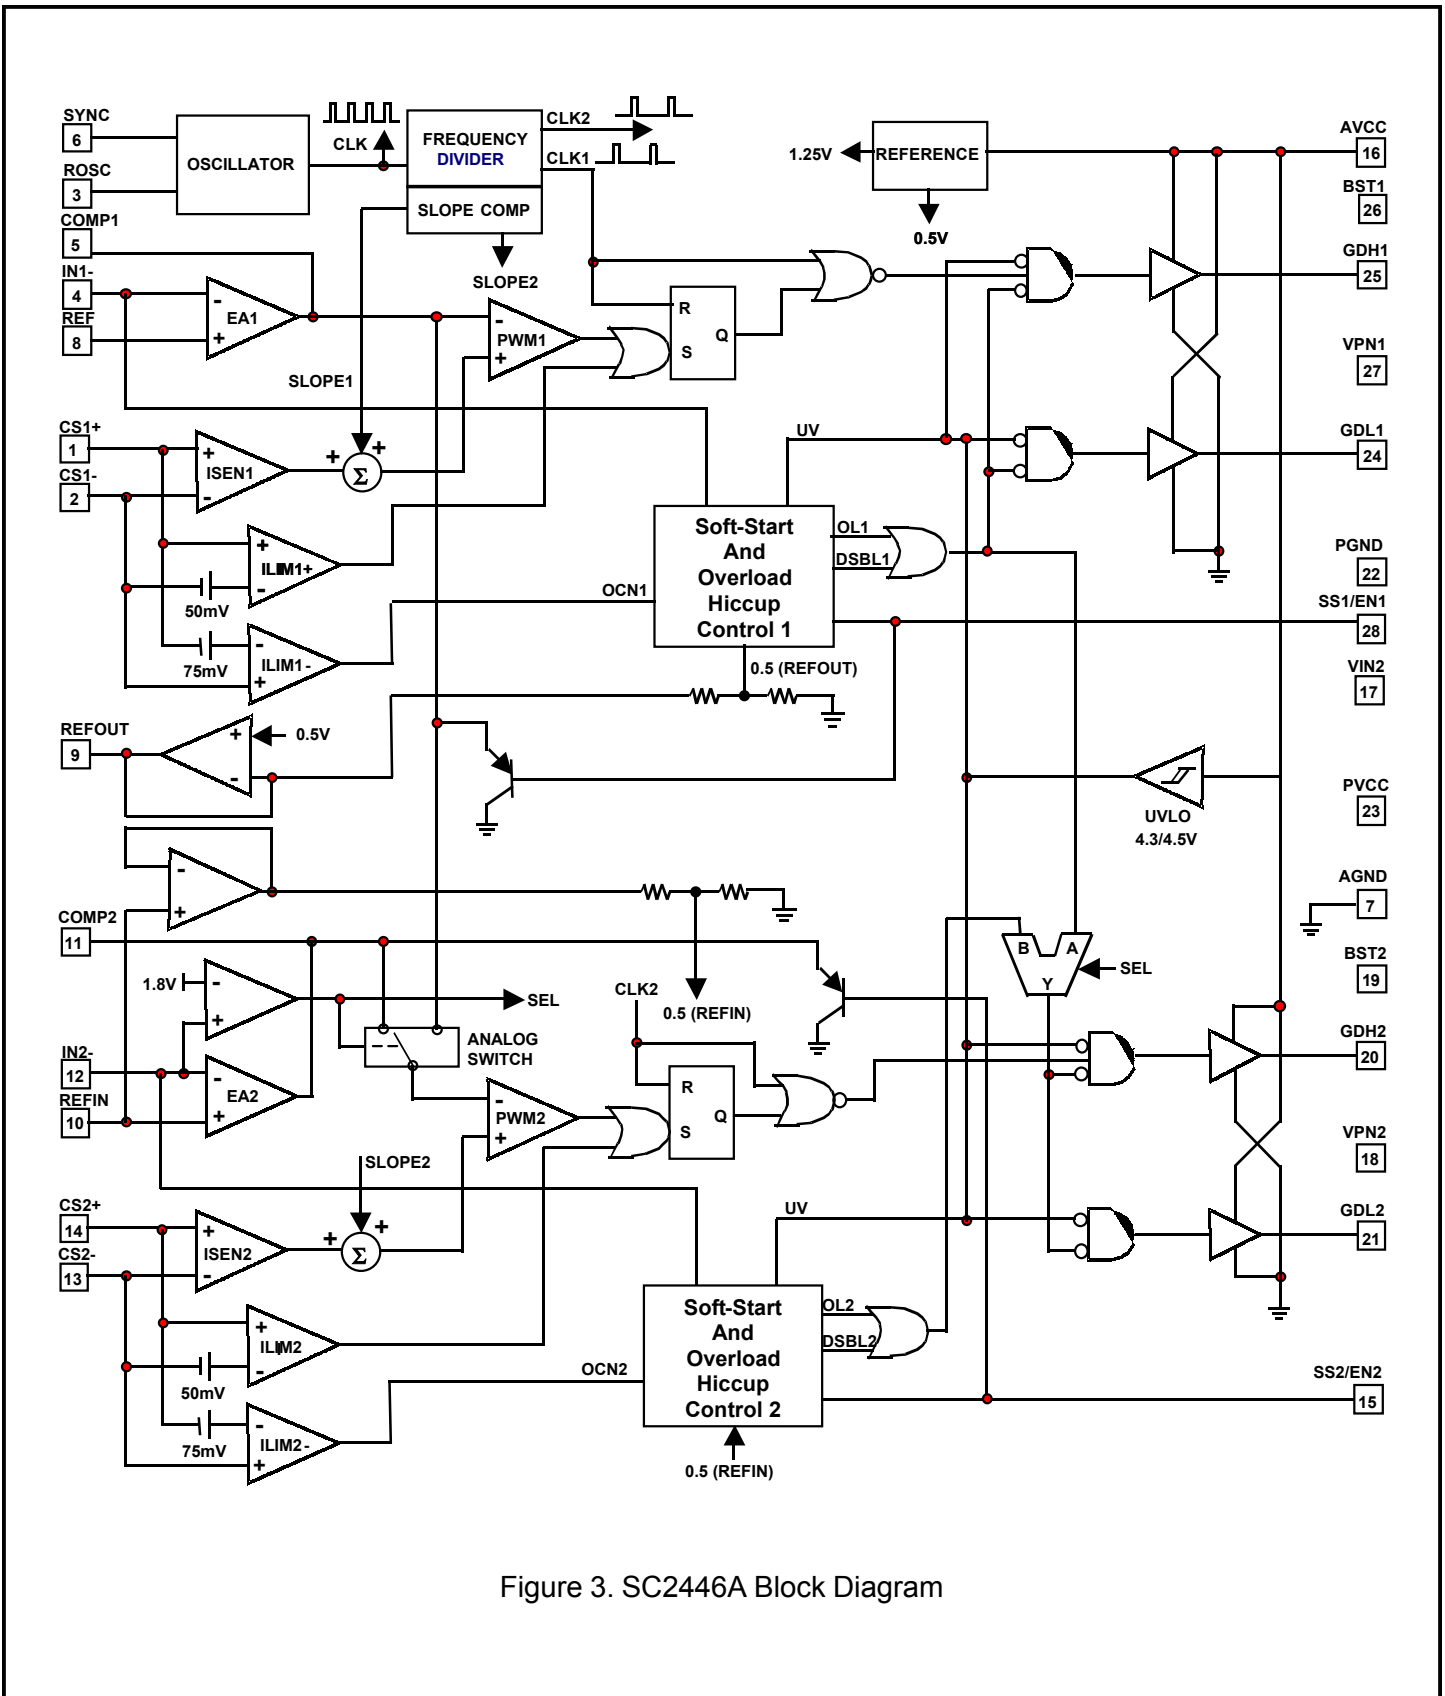 SYNC
6
OSCILLATOR
ROSC
3
CLK
FREQUENCY
DIVIDER
CLK2
CLK1
SLOPE COMP
SLOPE2
1.25V
REFERENCE
0.5V
AVCC
16
BST1
26
COMP1
5
IN1-
4
REF
8
-
+
EA1
SLOPE1
-
+
PWM1
R
S
Q
GDH1
25
VPN1
27
CS1+
1
CS1-
2
+
-
ISEN1
+
+
Σ
UV
GDL1
24
+
-
ILIM1+
50mV
-
+
ILIM1-
75mV
OCN1
Soft-Start
And
Overload
Hiccup
Control 1
OL1
DSBL1
0.5 (REFOUT)
PGND
22
SS1/EN1
28
VIN2
17
REFOUT
9
+
-
0.5V
UVLO
4.3/4.5V
PVCC
23
-
+
AGND
7
COMP2
11
1.8V
-
+
SEL
ANALOG
SWITCH
CLK2
0.5 (REFIN)
B
A
Y
SEL
BST2
19
IN2-
12
REFIN
10
-
+
EA2
-
+
PWM2
R
S
Q
GDH2
20
VPN2
18
SLOPE2
CS2+
14
CS2-
13
+
-
ISEN2
+
+
Σ
UV
GDL2
21
+
-
ILIM2
50mV
-
+
ILIM2-
75mV
OCN2
Soft-Start
And
Overload
Hiccup
Control 2
OL2
DSBL2
0.5 (REFIN)
SS2/EN2
15
Figure 3. SC2446A Block Diagram